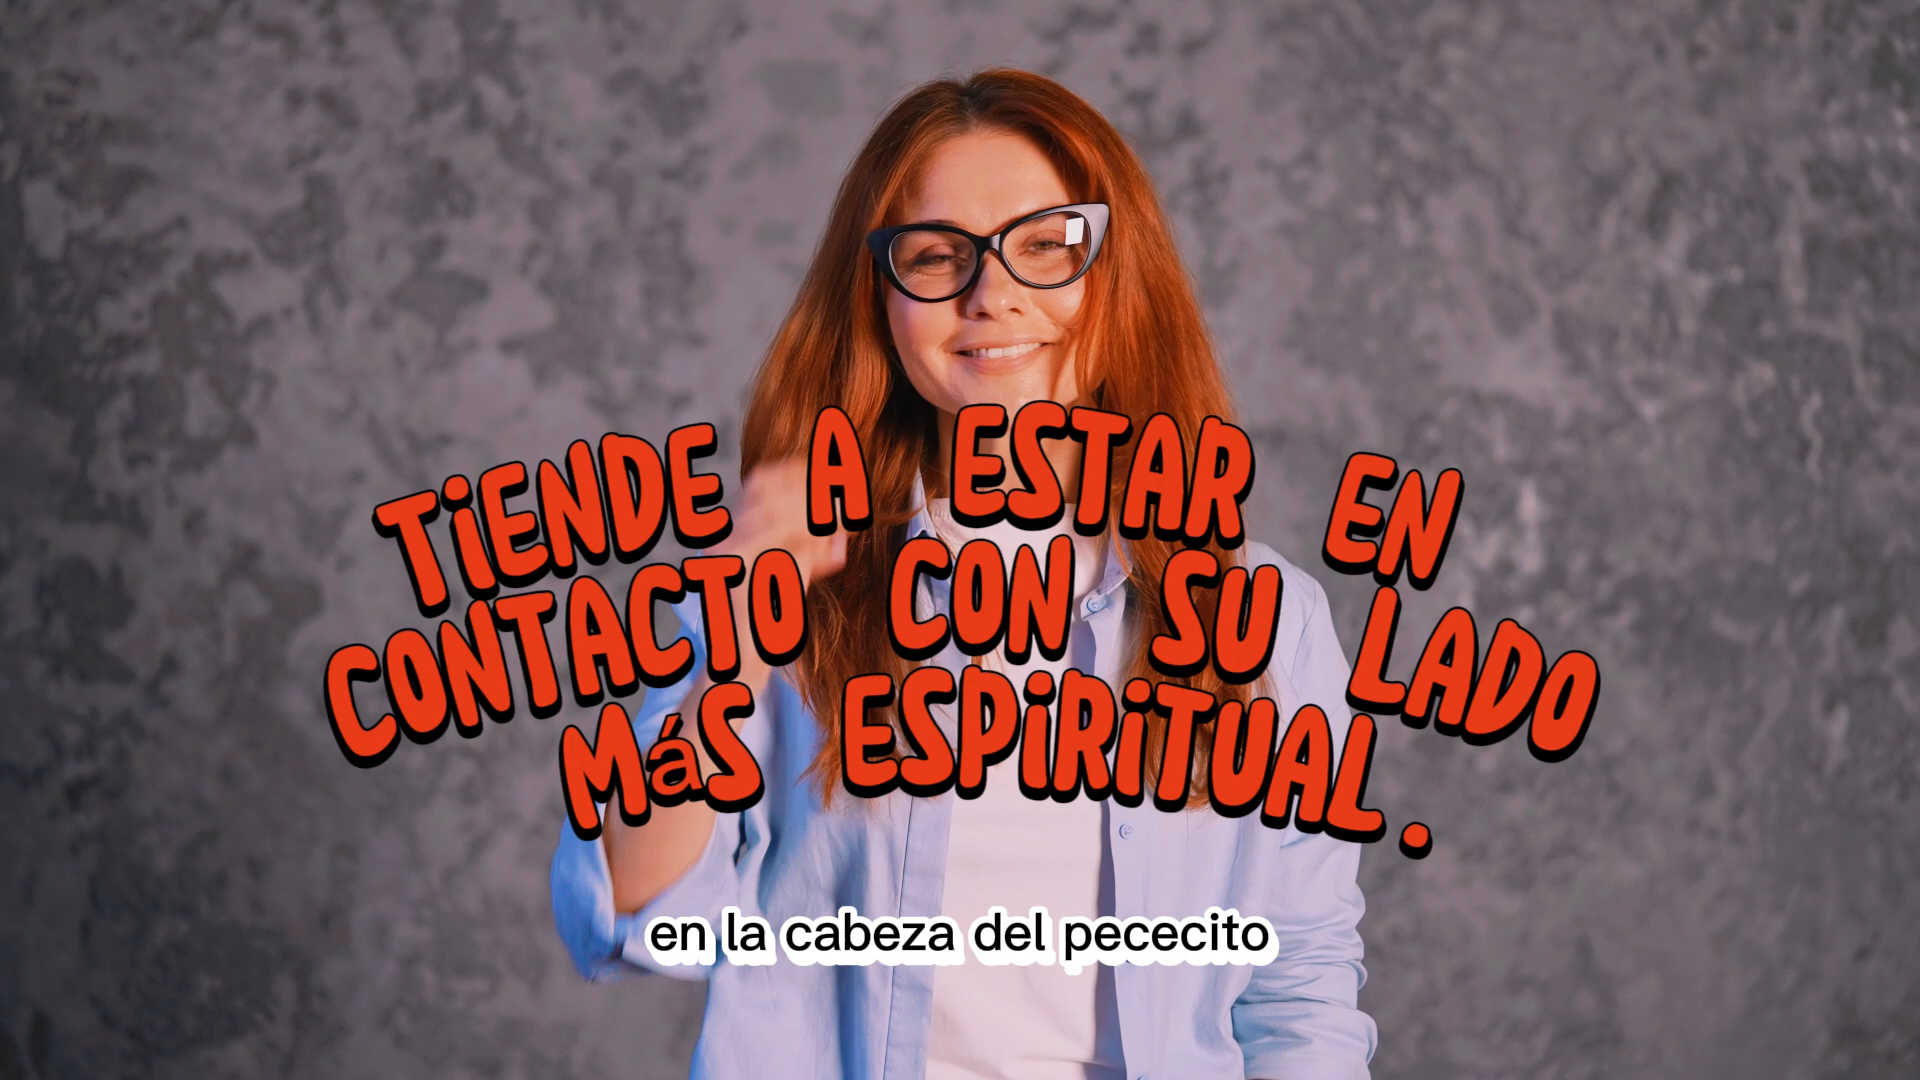 TiENDE A ESTAR EN
CONTACTO CON SU LADO
MáS ESPiRiTUAL.
en la cabeza del pececito